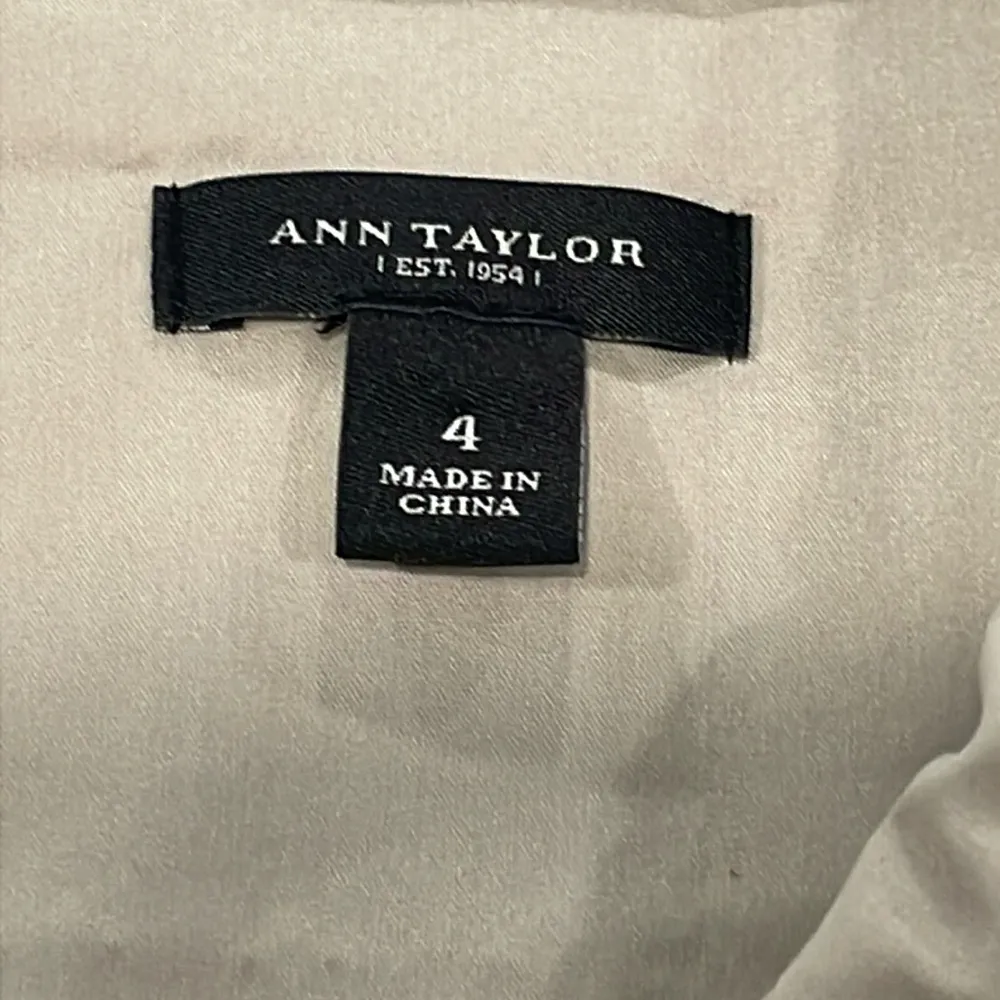 ANN TAYLOR
| EST. 1954 |
4
MADE IN
CHINA